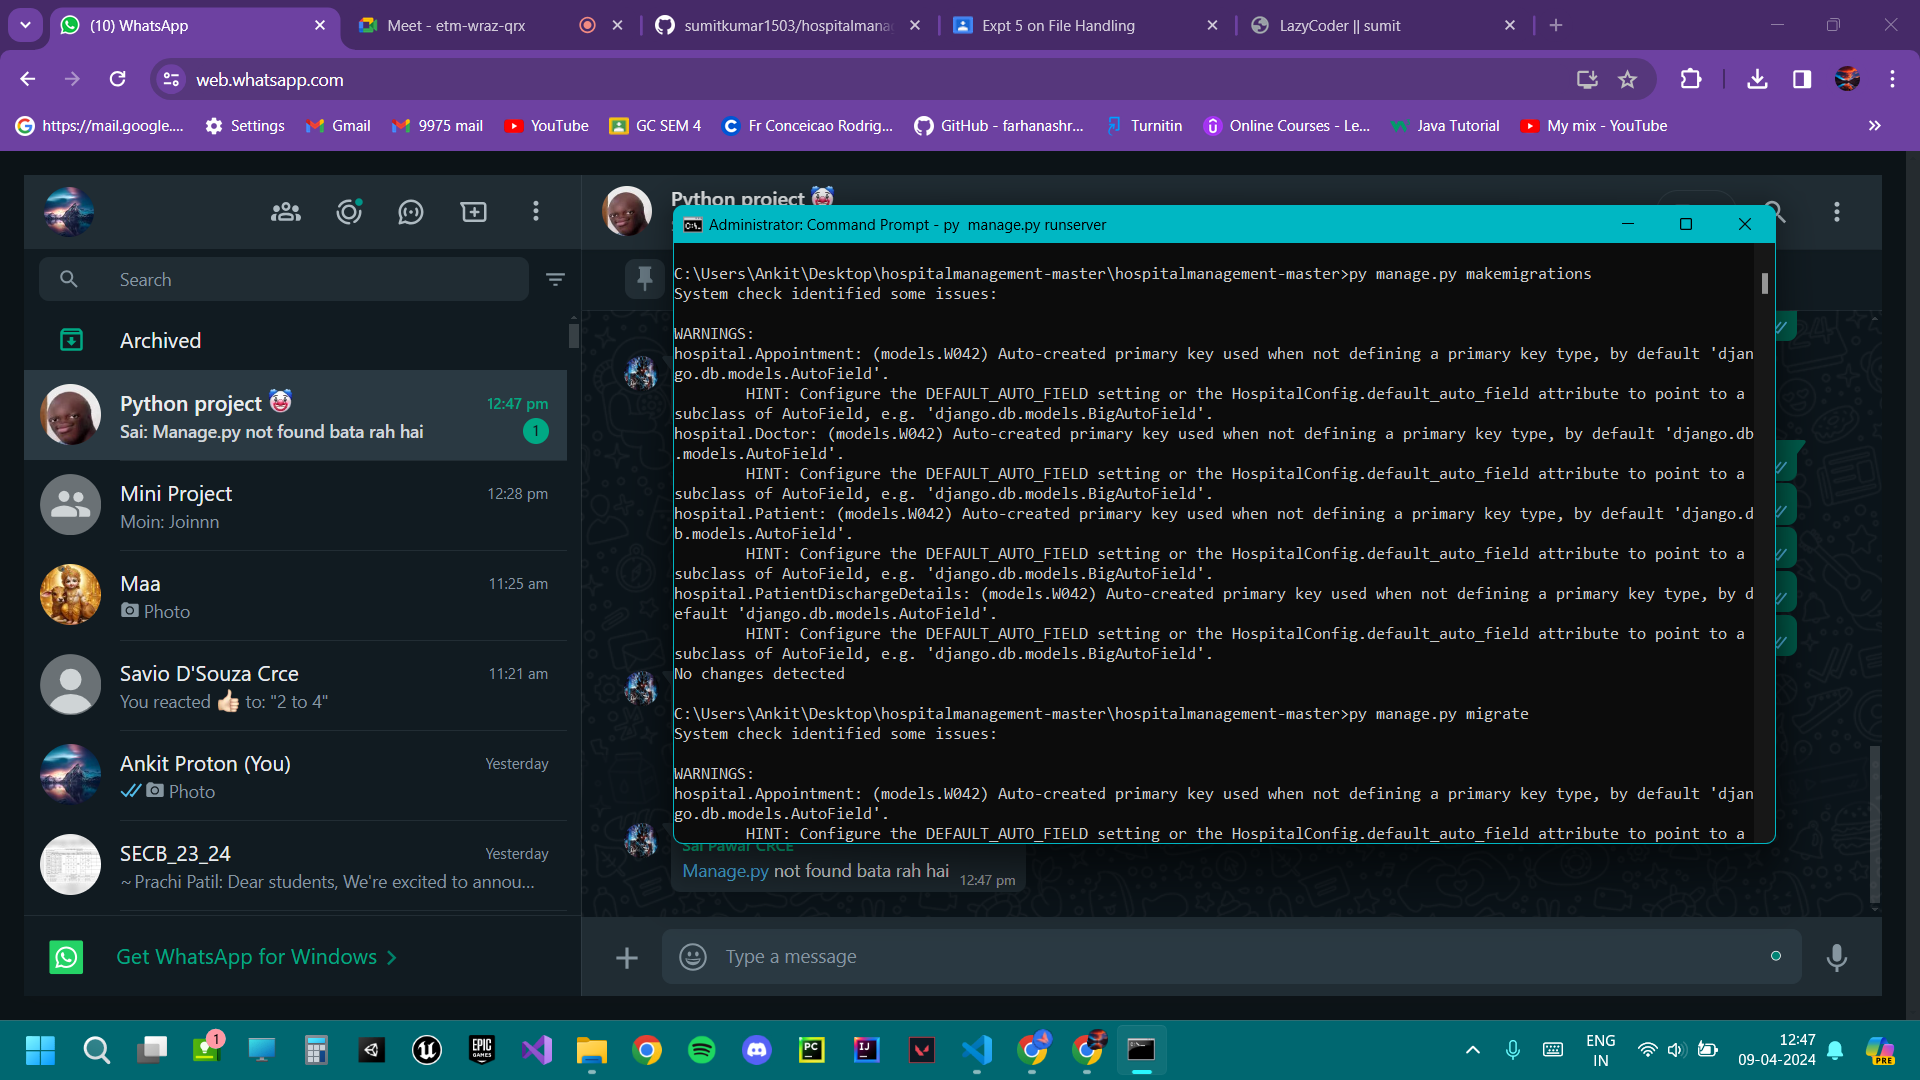 (10) WhatsApp
Meet - etm-wraz-qrx
sumitkumar1503/hospitalmana
Expt 5 on File Handling
LazyCoder || sumit
web.whatsapp.com
https://mail.google....
Settings
Gmail
9975 mail
YouTube
GC SEM 4
Fr Conceicao Rodrig...
GitHub - farhanashr...
Turnitin
Online Courses - Le...
Java Tutorial
My mix - YouTube
»
Search
Archived
Python project 🤡
12:47 pm
Sai: Manage.py not found bata rah hai
1
Mini Project
12:28 pm
Moin: Joinnn
Maa
11:25 am
Photo
Savio D'Souza Crce
11:21 am
You reacted 👍🏻 to: "2 to 4"
Ankit Proton (You)
Yesterday
Photo
SECB_23_24
Yesterday
~ Prachi Patil: Dear students, We're excited to annou...
Get WhatsApp for Windows
Python project 🤡
Administrator: Command Prompt - py  manage.py runserver
C:\Users\Ankit\Desktop\hospitalmanagement-master\hospitalmanagement-master>py manage.py makemigrations
System check identified some issues:
WARNINGS:
hospital.Appointment: (models.W042) Auto-created primary key used when not defining a primary key type, by default 'djan
go.db.models.AutoField'.
HINT: Configure the DEFAULT_AUTO_FIELD setting or the HospitalConfig.default_auto_field attribute to point to a
subclass of AutoField, e.g. 'django.db.models.BigAutoField'.
hospital.Doctor: (models.W042) Auto-created primary key used when not defining a primary key type, by default 'django.db
.models.AutoField'.
HINT: Configure the DEFAULT_AUTO_FIELD setting or the HospitalConfig.default_auto_field attribute to point to a
subclass of AutoField, e.g. 'django.db.models.BigAutoField'.
hospital.Patient: (models.W042) Auto-created primary key used when not defining a primary key type, by default 'django.d
b.models.AutoField'.
HINT: Configure the DEFAULT_AUTO_FIELD setting or the HospitalConfig.default_auto_field attribute to point to a
subclass of AutoField, e.g. 'django.db.models.BigAutoField'.
hospital.PatientDischargeDetails: (models.W042) Auto-created primary key used when not defining a primary key type, by d
efault 'django.db.models.AutoField'.
HINT: Configure the DEFAULT_AUTO_FIELD setting or the HospitalConfig.default_auto_field attribute to point to a
subclass of AutoField, e.g. 'django.db.models.BigAutoField'.
No changes detected
C:\Users\Ankit\Desktop\hospitalmanagement-master\hospitalmanagement-master>py manage.py migrate
System check identified some issues:
WARNINGS:
hospital.Appointment: (models.W042) Auto-created primary key used when not defining a primary key type, by default 'djan
go.db.models.AutoField'.
HINT: Configure the DEFAULT_AUTO_FIELD setting or the HospitalConfig.default_auto_field attribute to point to a
Sai Pawar CRCE
Manage.py not found bata rah hai
12:47 pm
Type a message
1
EPIC
GAMES
PC
IJ
ENG
IN
12:47
09-04-2024
PRE